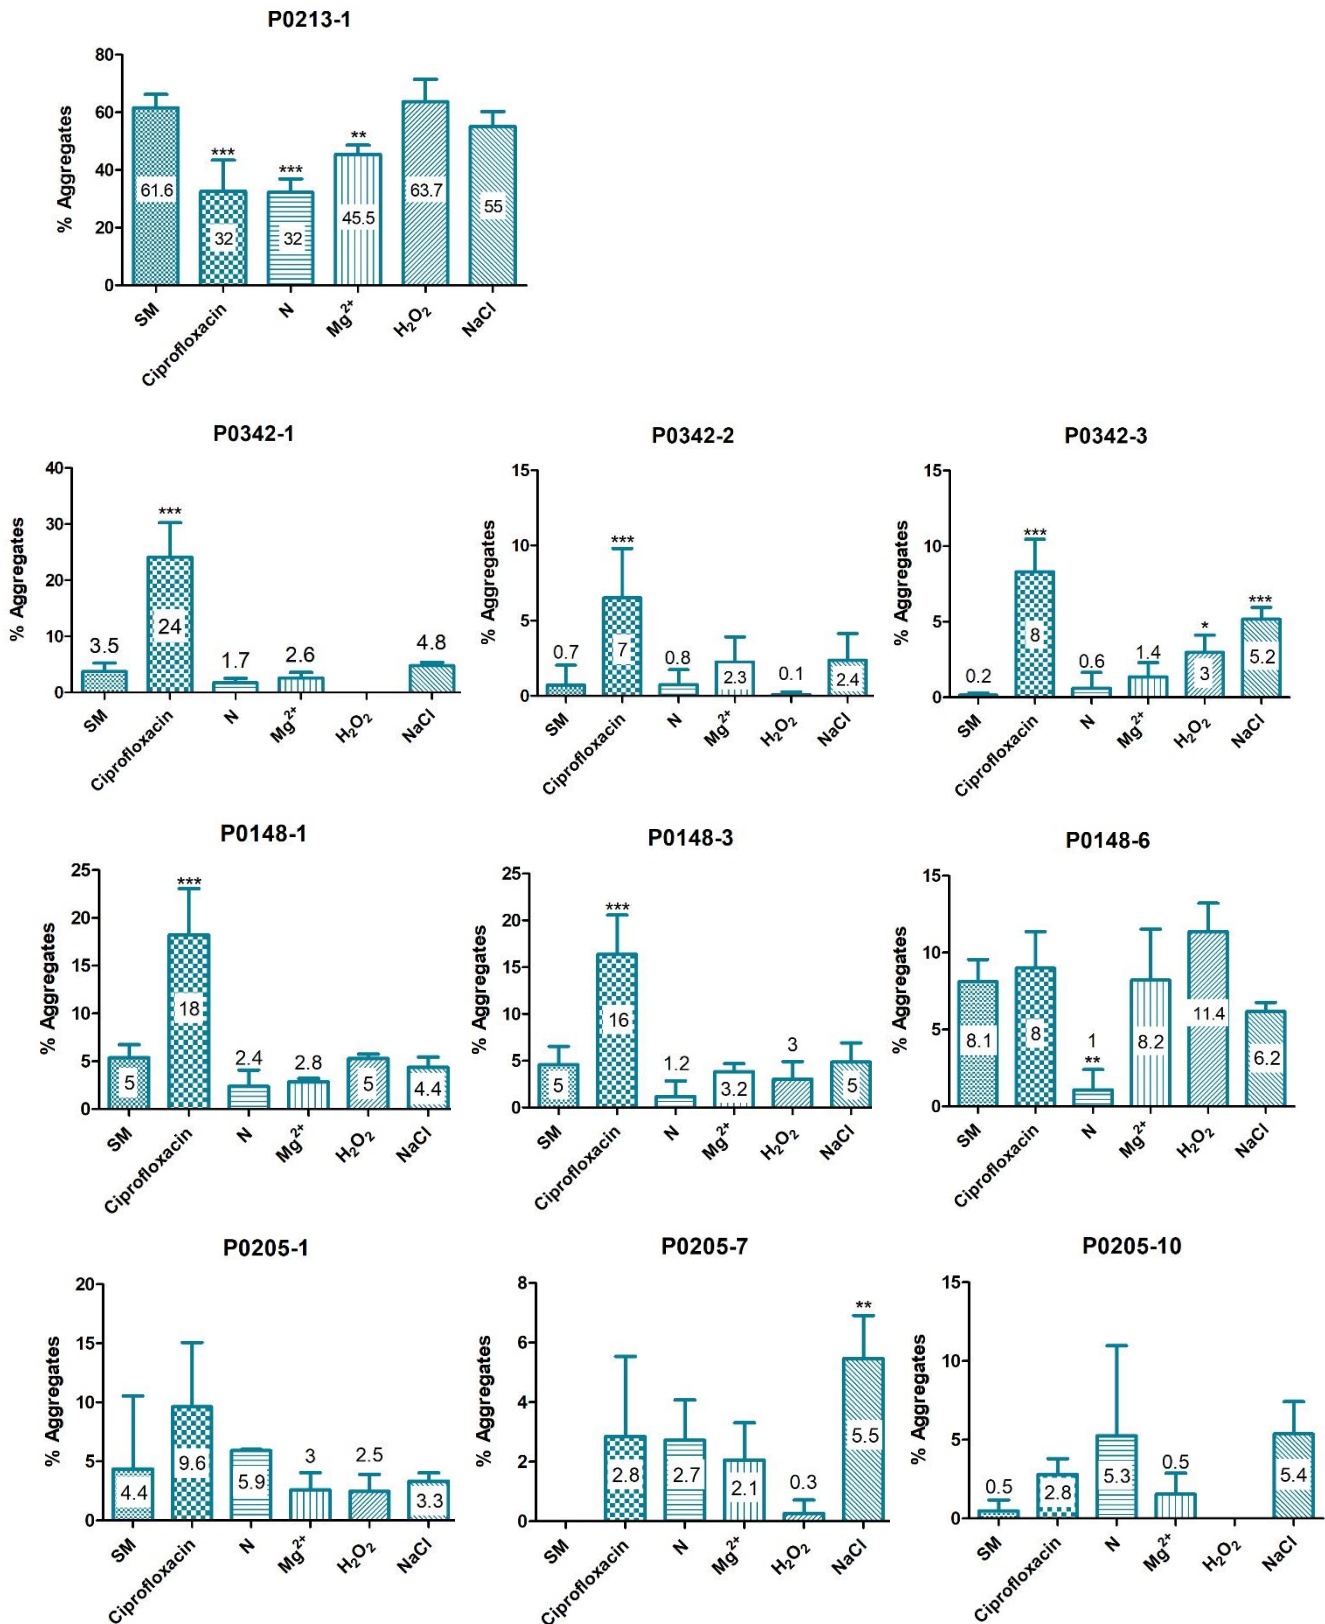 P0213-1
% Aggregates
80
60
40
20
0
*** *** **
61.6 32 32 45.5 63.7 55
SM Ciprofloxacin N Mg²⁺ H₂O₂ NaCl
P0342-1
% Aggregates
40
30
20
10
0
***
3.5 24 1.7 2.6 4.8
SM Ciprofloxacin N Mg²⁺ H₂O₂ NaCl
P0342-2
% Aggregates
15
10
5
0
***
0.7 7 0.8 2.3 0.1 2.4
SM Ciprofloxacin N Mg²⁺ H₂O₂ NaCl
P0342-3
% Aggregates
15
10
5
0
*** * ***
0.2 8 0.6 1.4 3 5.2
SM Ciprofloxacin N Mg²⁺ H₂O₂ NaCl
P0148-1
% Aggregates
25
20
15
10
5
0
***
5 18 2.4 2.8 5 4.4
SM Ciprofloxacin N Mg²⁺ H₂O₂ NaCl
P0148-3
% Aggregates
25
20
15
10
5
0
***
5 16 1.2 3.2 3 5
SM Ciprofloxacin N Mg²⁺ H₂O₂ NaCl
P0148-6
% Aggregates
15
10
5
0
**
8.1 8 1 8.2 11.4 6.2
SM Ciprofloxacin N Mg²⁺ H₂O₂ NaCl
P0205-1
% Aggregates
20
15
10
5
0
4.4 9.6 5.9 3 2.5 3.3
SM Ciprofloxacin N Mg²⁺ H₂O₂ NaCl
P0205-7
% Aggregates
8
6
4
2
0
**
2.8 2.7 2.1 0.3 5.5
SM Ciprofloxacin N Mg²⁺ H₂O₂ NaCl
P0205-10
% Aggregates
15
10
5
0
0.5 2.8 5.3 0.5 5.4
SM Ciprofloxacin N Mg²⁺ H₂O₂ NaCl